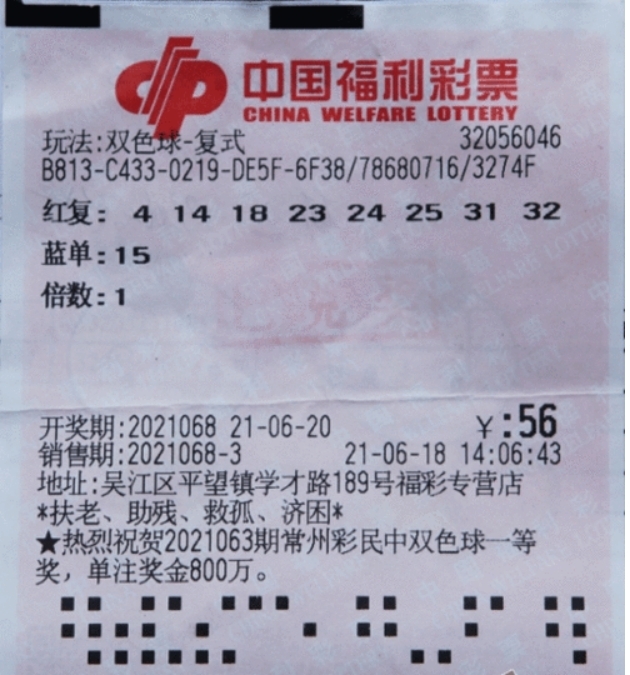 中国福利彩票
CHINA WELFARE LOTTERY
玩法:双色球-复式 32056046
B813-C433-0219-DE5F-6F38/78680716/3274F
红复: 4 14 18 23 24 25 31 32
蓝单:15
倍数:1
开奖期:2021068 21-06-20 ¥:56
销售期:2021068-3 21-06-18 14:06:43
地址:吴江区平望镇学才路189号福彩专营店
*扶老、助残、救孤、济困*
★热烈祝贺2021063期常州彩民中双色球一等
奖，单注奖金800万。